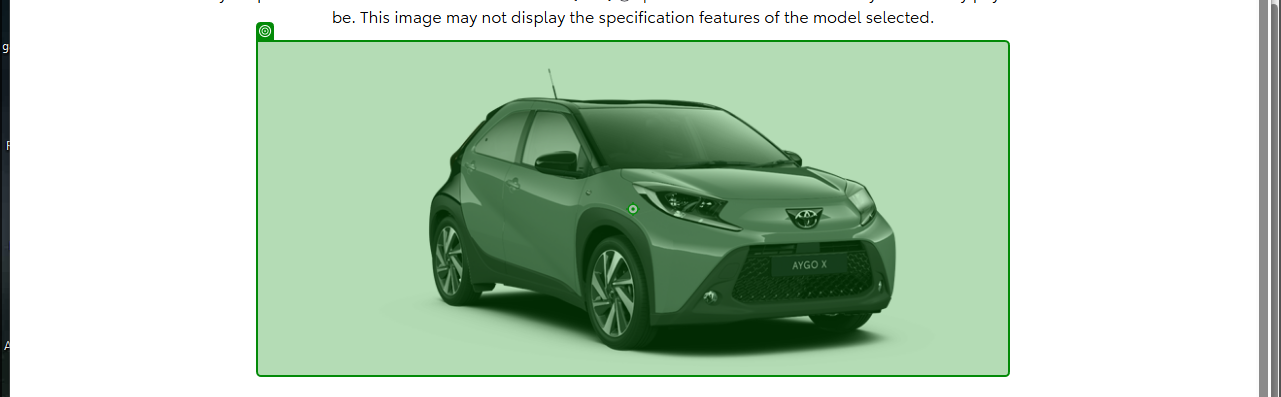 be. This image may not display the specification features of the model selected.
AYGO X